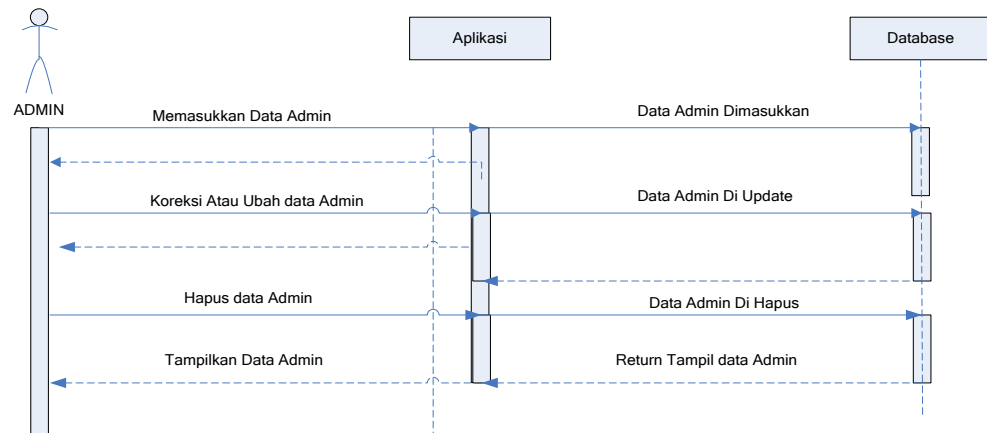 Aplikasi
Database
ADMIN
Memasukkan Data Admin
Data Admin Dimasukkan
Koreksi Atau Ubah data Admin
Data Admin Di Update
Hapus data Admin
Data Admin Di Hapus
Tampilkan Data Admin
Return Tampil data Admin